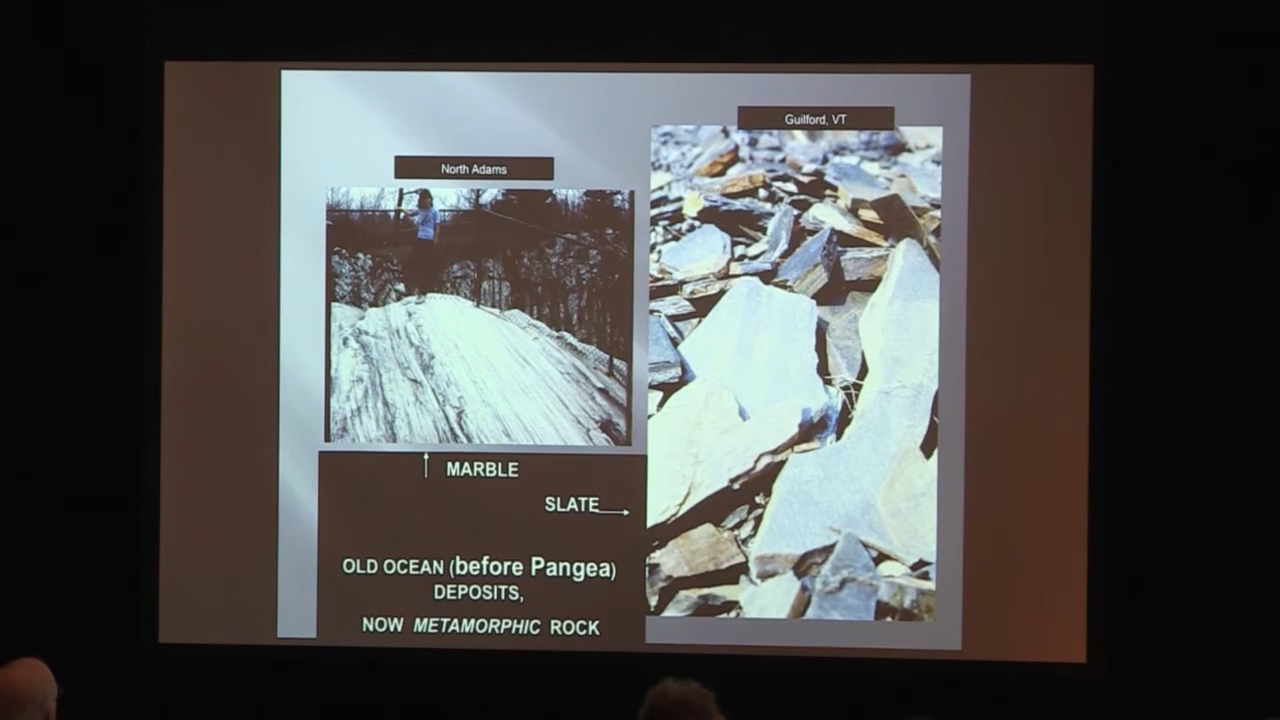 Guilford, VT
North Adams
MARBLE
SLATE
OLD OCEAN (before Pangea)
DEPOSITS,
NOW METAMORPHIC ROCK